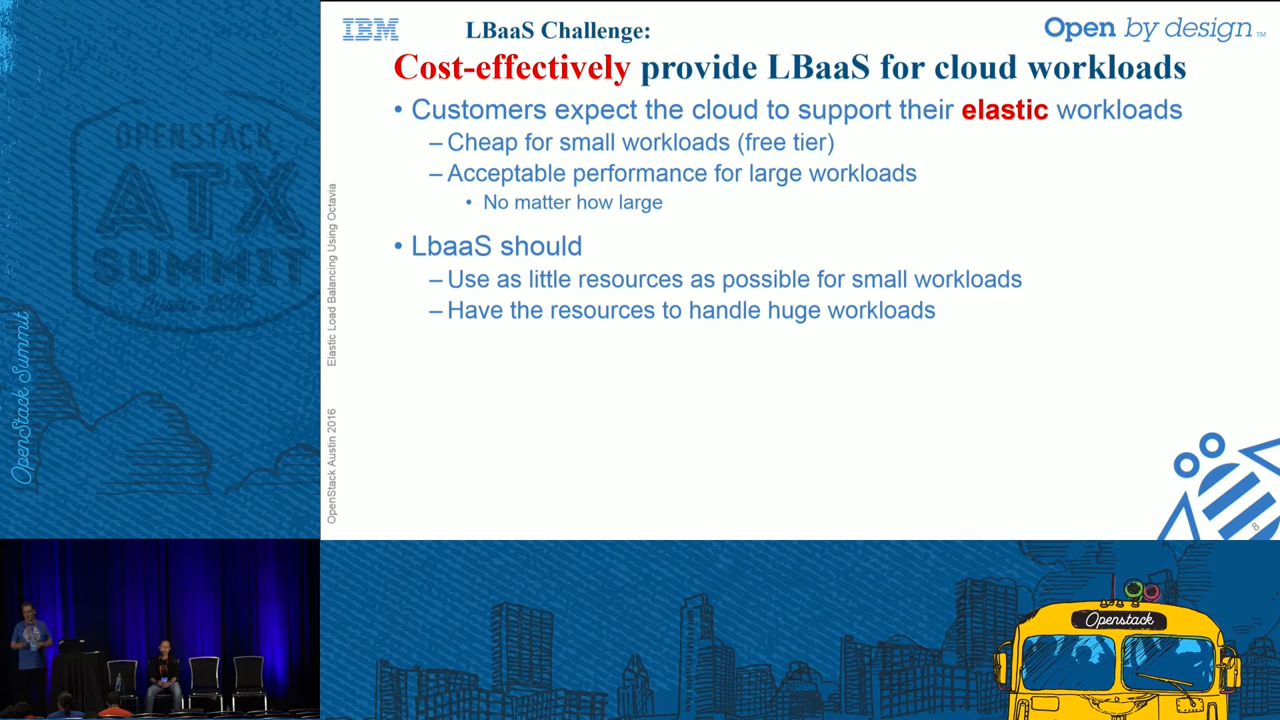 IBM
LBaaS Challenge:
Open by design™
Cost-effectively provide LBaaS for cloud workloads
• Customers expect the cloud to support their elastic workloads
– Cheap for small workloads (free tier)
– Acceptable performance for large workloads
• No matter how large
• LbaaS should
– Use as little resources as possible for small workloads
– Have the resources to handle huge workloads
Elastic Load Balancing Using Octavia
OpenStack Austin 2016
8
OPENSTACK
ATX
SUMMIT
OpenStack Summit
Openstack